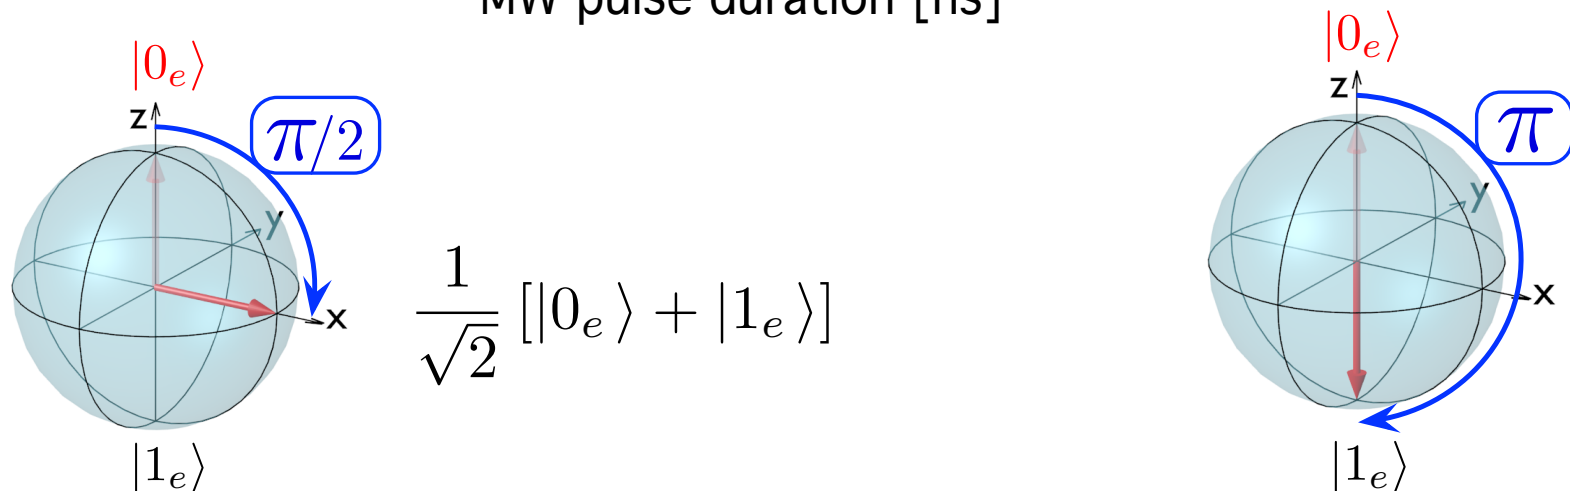 MW pulse duration [ns]
|0_e⟩
z
π/2
y
x
|1_e⟩
1/√2 [|0_e⟩ + |1_e⟩]
|0_e⟩
z
π
y
x
|1_e⟩